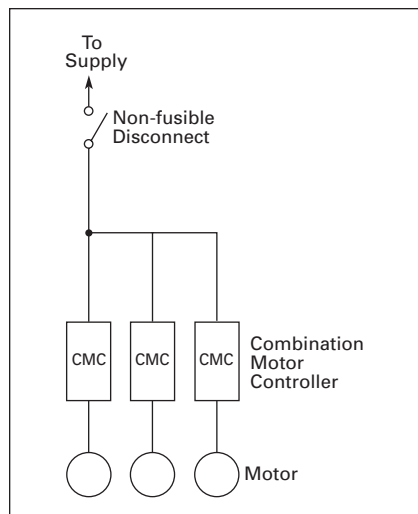 To
Supply
Non-fusible
Disconnect
CMC CMC CMC
Combination
Motor
Controller
Motor